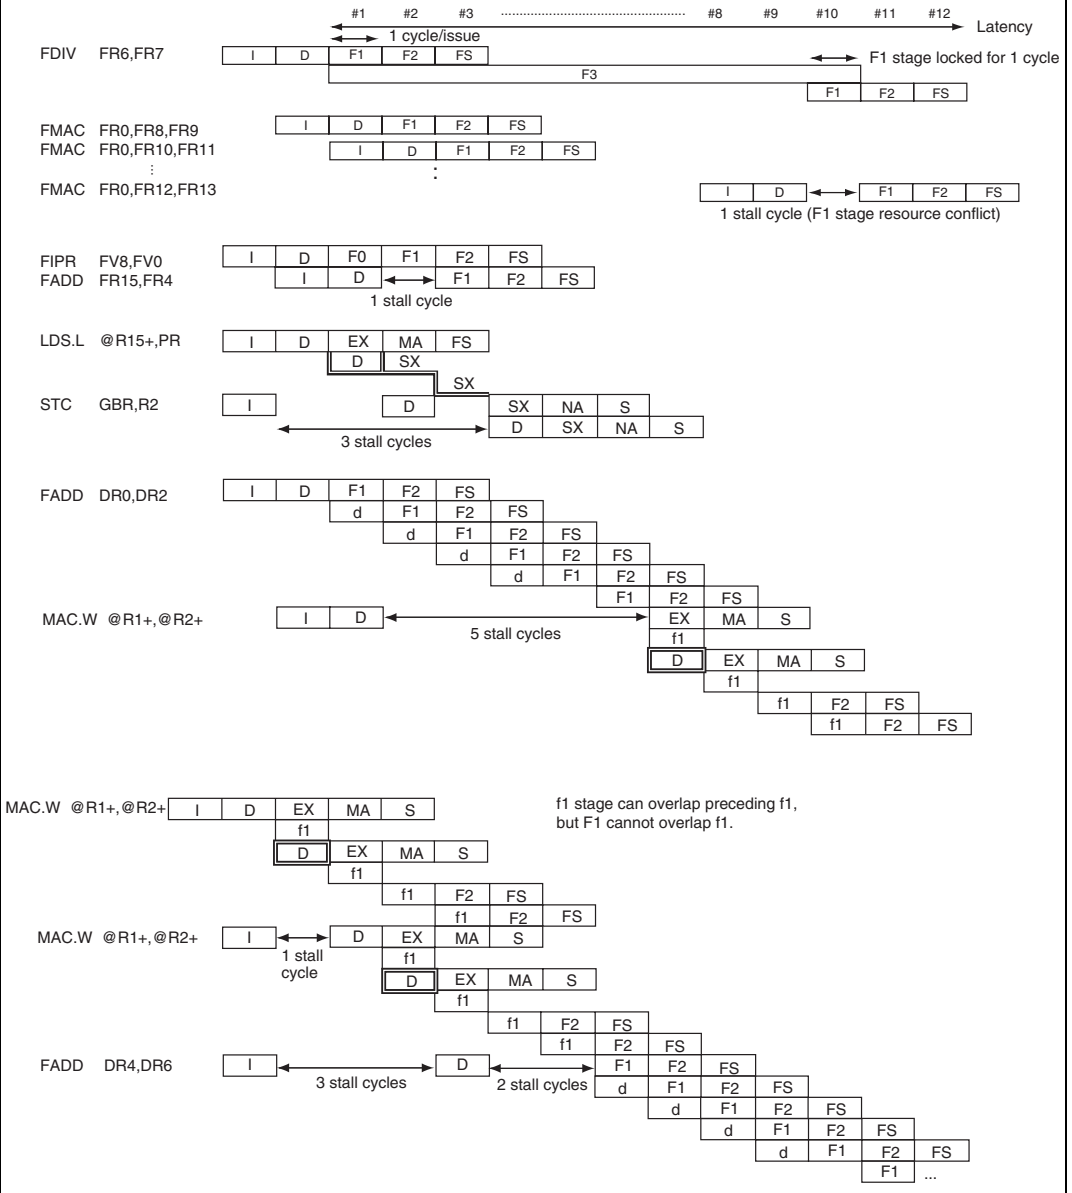 #1 #2 #3 #8 #9 #10 #11 #12
Latency
1 cycle/issue
FDIV FR6,FR7 I D F1 F2 FS
F1 stage locked for 1 cycle
F3
F1 F2 FS
FMAC FR0,FR8,FR9 I D F1 F2 FS
FMAC FR0,FR10,FR11 I D F1 F2 FS
:
FMAC FR0,FR12,FR13 I D F1 F2 FS
1 stall cycle (F1 stage resource conflict)
FIPR FV8,FV0 I D F0 F1 F2 FS
FADD FR15,FR4 I D F1 F2 FS
1 stall cycle
LDS.L @R15+,PR I D EX MA FS
D SX
SX
STC GBR,R2 I D SX NA S
D SX NA S
3 stall cycles
FADD DR0,DR2 I D F1 F2 FS
d F1 F2 FS
d F1 F2 FS
d F1 F2 FS
d F1 F2 FS
F1 F2 FS
MAC.W @R1+,@R2+ I D EX MA S
5 stall cycles
f1
D EX MA S
f1
f1 F2 FS
f1 F2 FS
MAC.W @R1+,@R2+ I D EX MA S
f1 stage can overlap preceding f1,
but F1 cannot overlap f1.
f1
D EX MA S
f1
f1 F2 FS
f1 F2 FS
MAC.W @R1+,@R2+ I D EX MA S
1 stall
cycle
f1
D EX MA S
f1
f1 F2 FS
f1 F2 FS
FADD DR4,DR6 I D F1 F2 FS
3 stall cycles 2 stall cycles
d F1 F2 FS
d F1 F2 FS
d F1 F2 FS
d F1 F2 FS
F1 ...